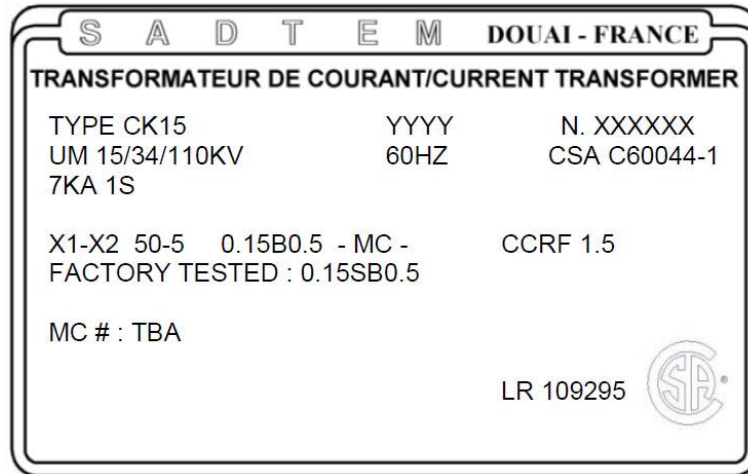 SADTEM DOUAI - FRANCE
TRANSFORMATEUR DE COURANT/CURRENT TRANSFORMER
TYPE CK15 YYYY N. XXXXXX
UM 15/34/110KV 60HZ CSA C60044-1
7KA 1S
X1-X2 50-5 0.15B0.5 - MC - CCRF 1.5
FACTORY TESTED : 0.15SB0.5
MC # : TBA
LR 109295 CSA ®